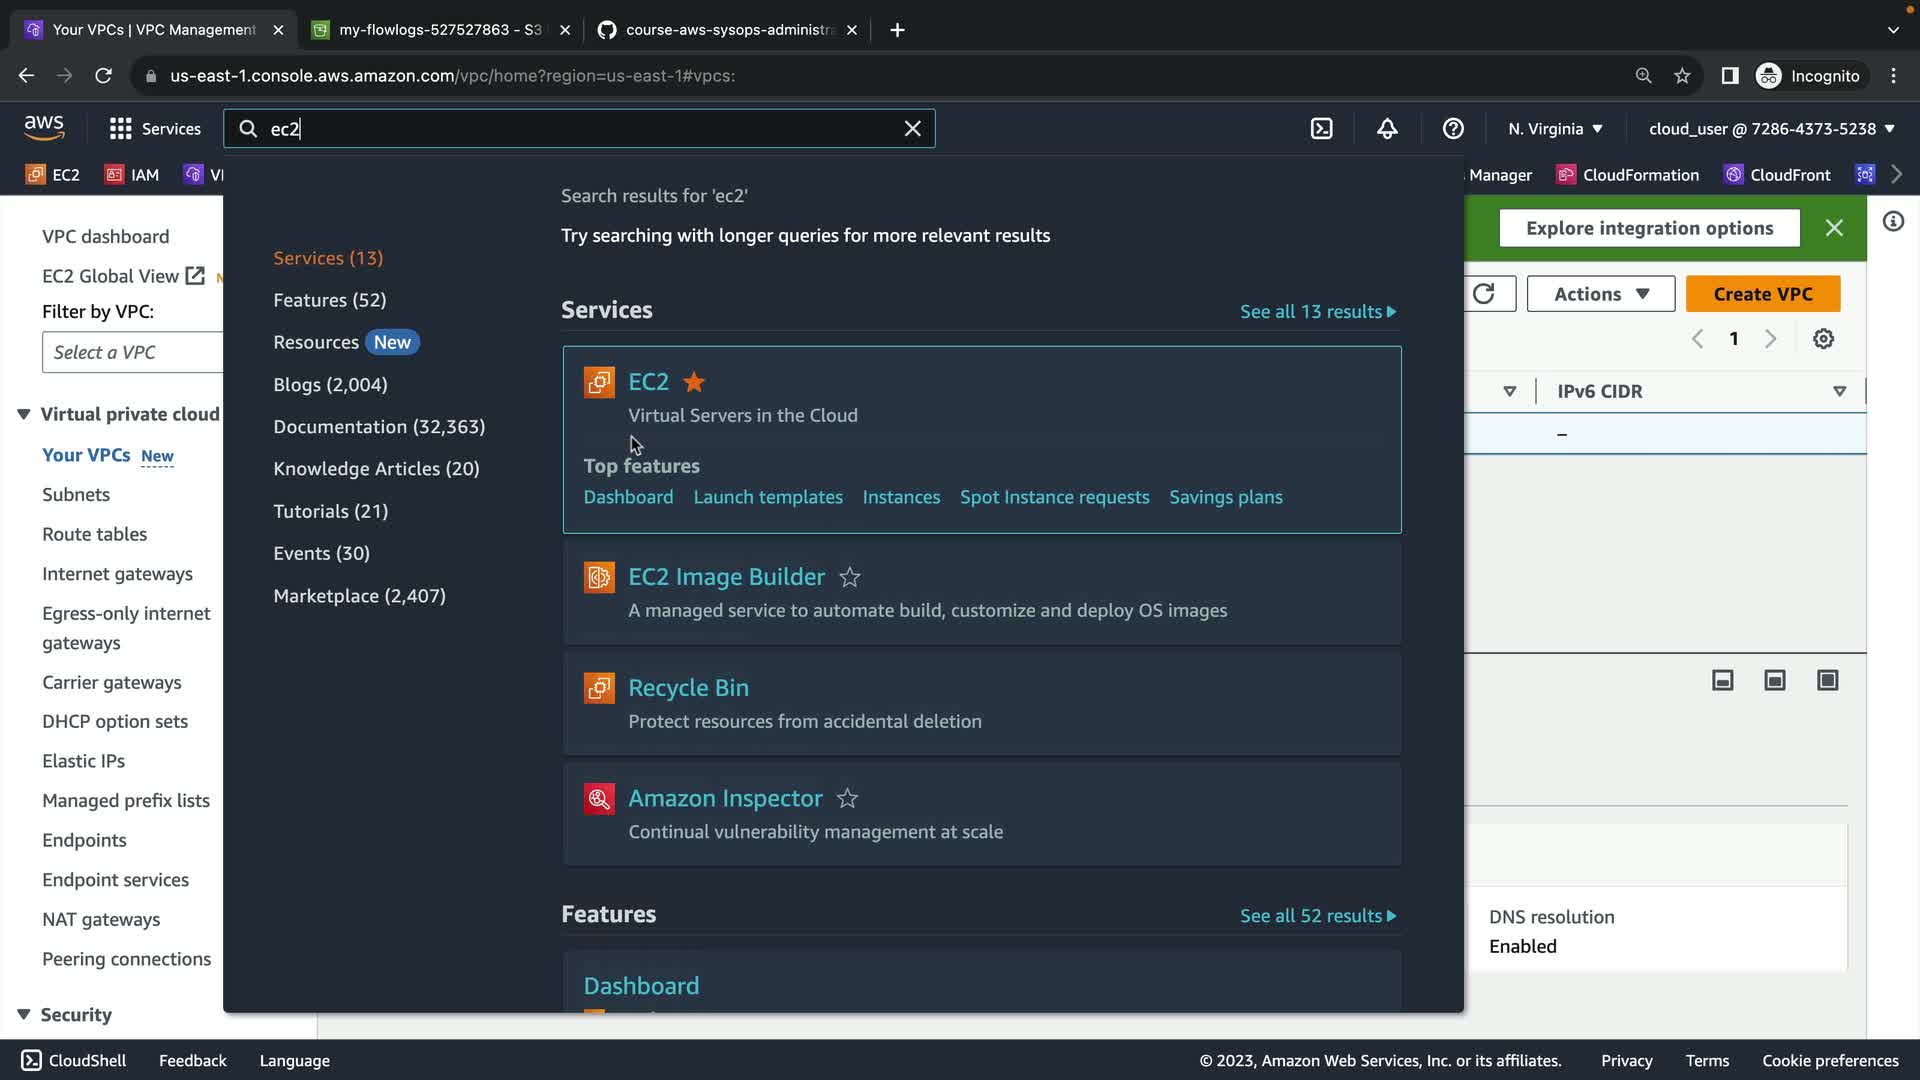 Your VPCs | VPC Management
my-flowlogs-527527863 - S3
course-aws-sysops-administra
us-east-1.console.aws.amazon.com/vpc/home?region=us-east-1#vpcs:
Incognito
aws
Services
ec2
N. Virginia
cloud_user @ 7286-4373-5238
EC2
IAM
Manager
CloudFormation
CloudFront
VPC dashboard
EC2 Global View
Filter by VPC:
Select a VPC
Virtual private cloud
Your VPCs New
Subnets
Route tables
Internet gateways
Egress-only internet
gateways
Carrier gateways
DHCP option sets
Elastic IPs
Managed prefix lists
Endpoints
Endpoint services
NAT gateways
Peering connections
Security
Services (13)
Features (52)
Resources New
Blogs (2,004)
Documentation (32,363)
Knowledge Articles (20)
Tutorials (21)
Events (30)
Marketplace (2,407)
Search results for 'ec2'
Try searching with longer queries for more relevant results
Services
See all 13 results
EC2
Virtual Servers in the Cloud
Top features
Dashboard Launch templates Instances Spot Instance requests Savings plans
EC2 Image Builder
A managed service to automate build, customize and deploy OS images
Recycle Bin
Protect resources from accidental deletion
Amazon Inspector
Continual vulnerability management at scale
Features
See all 52 results
Dashboard
Explore integration options
Actions
Create VPC
1
IPv6 CIDR
–
DNS resolution
Enabled
CloudShell
Feedback
Language
© 2023, Amazon Web Services, Inc. or its affiliates.
Privacy
Terms
Cookie preferences